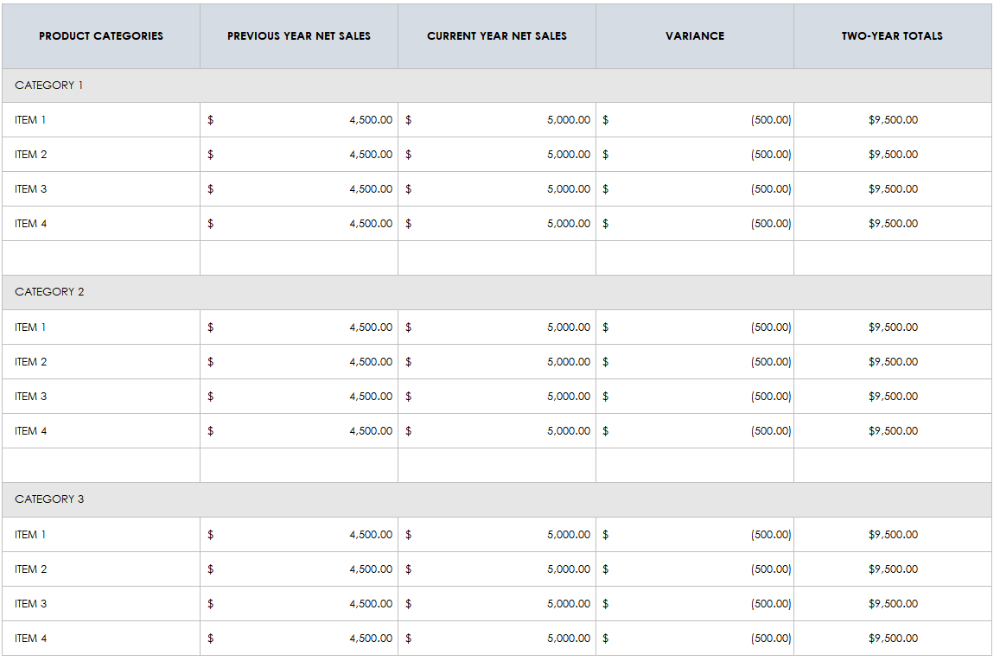 PRODUCT CATEGORIES PREVIOUS YEAR NET SALES CURRENT YEAR NET SALES VARIANCE TWO-YEAR TOTALS
CATEGORY 1
ITEM 1 $ 4,500.00 $ 5,000.00 $ (500.00) $9,500.00
ITEM 2 $ 4,500.00 $ 5,000.00 $ (500.00) $9,500.00
ITEM 3 $ 4,500.00 $ 5,000.00 $ (500.00) $9,500.00
ITEM 4 $ 4,500.00 $ 5,000.00 $ (500.00) $9,500.00
CATEGORY 2
ITEM 1 $ 4,500.00 $ 5,000.00 $ (500.00) $9,500.00
ITEM 2 $ 4,500.00 $ 5,000.00 $ (500.00) $9,500.00
ITEM 3 $ 4,500.00 $ 5,000.00 $ (500.00) $9,500.00
ITEM 4 $ 4,500.00 $ 5,000.00 $ (500.00) $9,500.00
CATEGORY 3
ITEM 1 $ 4,500.00 $ 5,000.00 $ (500.00) $9,500.00
ITEM 2 $ 4,500.00 $ 5,000.00 $ (500.00) $9,500.00
ITEM 3 $ 4,500.00 $ 5,000.00 $ (500.00) $9,500.00
ITEM 4 $ 4,500.00 $ 5,000.00 $ (500.00) $9,500.00